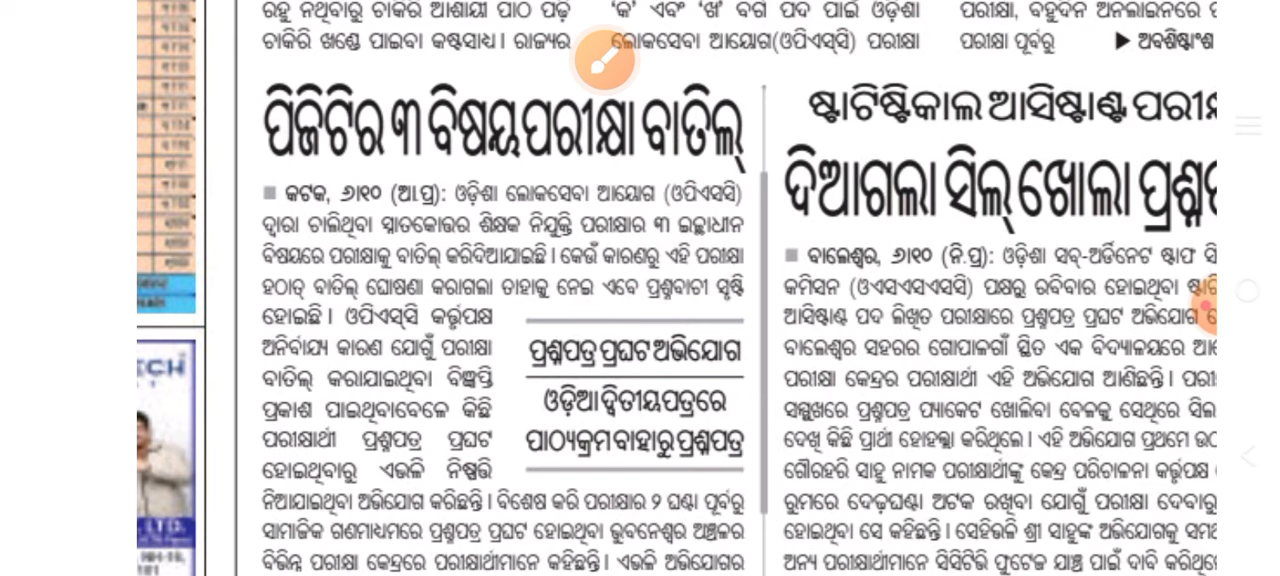 ରହୁ ନଥିବାରୁ ଚାକିରି ଆଶାୟୀ ପାଠ ପଢ଼ି
ଚାକିରି ଖଣ୍ଡେ ପାଇବା କଷ୍ଟସାଧ୍ୟ। ରାଜ୍ୟର
'କ' ଏବଂ 'ଖ' ବର୍ଗ ପଦ ପାଇଁ ଓଡ଼ିଶା
ଲୋକସେବା ଆୟୋଗ(ଓପିଏସ୍‌ସି) ପରୀକ୍ଷା
ପରୀକ୍ଷା, ବହୁଦିନ ଅନଲାଇନରେ
ପରୀକ୍ଷା ପୂର୍ବରୁ ▶ ଅବଶିଷ୍ଟାଂଶ
ପିଜିଟିର ୩ ବିଷୟ ପରୀକ୍ଷା ବାତିଲ୍
■ କଟକ, ୬।୧୦ (ଆ.ପ୍ର): ଓଡ଼ିଶା ଲୋକସେବା ଆୟୋଗ (ଓପିଏସସି)
ଦ୍ୱାରା ଚାଲିଥିବା ସ୍ନାତକୋତ୍ତର ଶିକ୍ଷକ ନିଯୁକ୍ତି ପରୀକ୍ଷାର ୩ ଇଚ୍ଛାଧୀନ
ବିଷୟରେ ପରୀକ୍ଷାକୁ ବାତିଲ୍ କରିଦିଆଯାଇଛି। କେଉଁ କାରଣରୁ ଏହି ପରୀକ୍ଷା
ହଠାତ୍ ବାତିଲ୍ ଘୋଷଣା କରାଗଲା ତାହାକୁ ନେଇ ଏବେ ପ୍ରଶ୍ନବାଚୀ ସୃଷ୍ଟି
ହୋଇଛି। ଓପିଏସ୍‌ସି କର୍ତ୍ତୃପକ୍ଷ
ଅନିର୍ବାଯ୍ୟ କାରଣ ଯୋଗୁଁ ପରୀକ୍ଷା
ବାତିଲ୍ କରାଯାଇଥିବା ବିଜ୍ଞପ୍ତି
ପ୍ରକାଶ ପାଇଥିବାବେଳେ କିଛି
ପରୀକ୍ଷାର୍ଥୀ ପ୍ରଶ୍ନପତ୍ର ପ୍ରଘଟ
ହୋଇଥିବାରୁ ଏଭଳି ନିଷ୍ପତ୍ତି
ନିଆଯାଇଥିବା ଅଭିଯୋଗ କରିଛନ୍ତି। ବିଶେଷ କରି ପରୀକ୍ଷାର ୨ ଘଣ୍ଟା ପୂର୍ବରୁ
ସାମାଜିକ ଗଣମାଧ୍ୟମରେ ପ୍ରଶ୍ନପତ୍ର ପ୍ରଘଟ ହୋଇଥିବା ଭୁବନେଶ୍ୱର ଅଞ୍ଚଳର
ବିଭିନ୍ନ ପରୀକ୍ଷା କେନ୍ଦ୍ରରେ ପରୀକ୍ଷାର୍ଥୀମାନେ କହିଛନ୍ତି। ଏଭଳି ଅଭିଯୋଗର
ପ୍ରଶ୍ନପତ୍ର ପ୍ରଘଟ ଅଭିଯୋଗ
ଓଡ଼ିଆ ଦ୍ୱିତୀୟପତ୍ରରେ
ପାଠ୍ୟକ୍ରମ ବାହାରୁ ପ୍ରଶ୍ନପତ୍ର
ଷ୍ଟାଟିଷ୍ଟିକାଲ ଆସିଷ୍ଟାଣ୍ଟ
ଦିଆଗଲା ସିଲ୍ ଖୋଲା
■ ବାଲେଶ୍ୱର, ୬।୧୦ (ନି.ପ୍ର): ଓଡ଼ିଶା ସବ୍-ଅର୍ଡିନେଟ ଷ୍ଟାଫ
କମିସନ (ଓଏସଏସଏସସି) ପକ୍ଷରୁ ରବିବାର ହୋଇଥିବା
ଆସିଷ୍ଟାଣ୍ଟ ପଦ ଲିଖିତ ପରୀକ୍ଷାରେ ପ୍ରଶ୍ନପତ୍ର ପ୍ରଘଟ ଅଭିଯୋଗ
ବାଲେଶ୍ୱର ସହରର ଗୋପାଳଗାଁ ସ୍ଥିତ ଏକ ବିଦ୍ୟାଳୟରେ
ପରୀକ୍ଷା କେନ୍ଦ୍ରର ପରୀକ୍ଷାର୍ଥୀ ଏହି ଅଭିଯୋଗ ଆଣିଛନ୍ତି।
ସମ୍ମୁଖରେ ପ୍ରଶ୍ନପତ୍ର ପ୍ୟାକେଟ ଖୋଲିବା ବେଳକୁ ସେଥିରେ ସିଲ
ଦେଖି କିଛି ପ୍ରାର୍ଥୀ ହୋହଲ୍ଲା କରିଥିଲେ। ଏହି ଅଭିଯୋଗ ପ୍ରଥମେ
ଗୌରହରି ସାହୁ ନାମକ ପରୀକ୍ଷାର୍ଥୀଙ୍କୁ କେନ୍ଦ୍ର ପରିଚାଳନା କର୍ତ୍ତୃପକ୍ଷ
ରୁମରେ ଦେଢ଼ଘଣ୍ଟା ଅଟକ ରଖିବା ଯୋଗୁଁ ପରୀକ୍ଷା ଦେବାରୁ
ହୋଇଥିବା ସେ କହିଛନ୍ତି। ସେହିଭଳି ଶ୍ରୀ ସାହୁଙ୍କ ଅଭିଯୋଗକୁ
ଅନ୍ୟ ପରୀକ୍ଷାର୍ଥୀମାନେ ସିସିଟିଭି ଫୁଟେଜ ଯାଞ୍ଚ ପାଇଁ ଦାବି